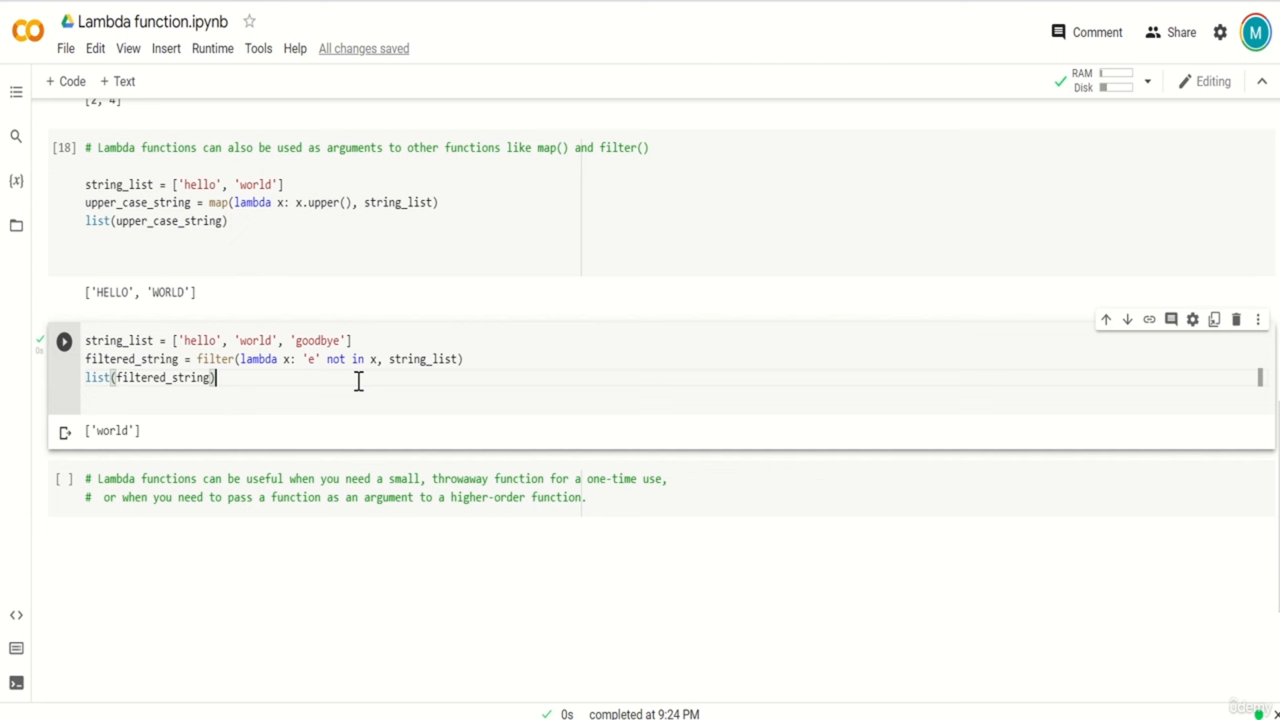 Lambda function.ipynb
File Edit View Insert Runtime Tools Help All changes saved
Comment Share M
+ Code + Text
RAM
Disk
Editing
[2, 4]
[18] # Lambda functions can also be used as arguments to other functions like map() and filter()
string_list = ['hello', 'world']
upper_case_string = map(lambda x: x.upper(), string_list)
list(upper_case_string)
['HELLO', 'WORLD']
string_list = ['hello', 'world', 'goodbye']
0s
filtered_string = filter(lambda x: 'e' not in x, string_list)
list(filtered_string)
['world']
[ ] # Lambda functions can be useful when you need a small, throwaway function for a one-time use,
# or when you need to pass a function as an argument to a higher-order function.
0s completed at 9:24 PM
udemy